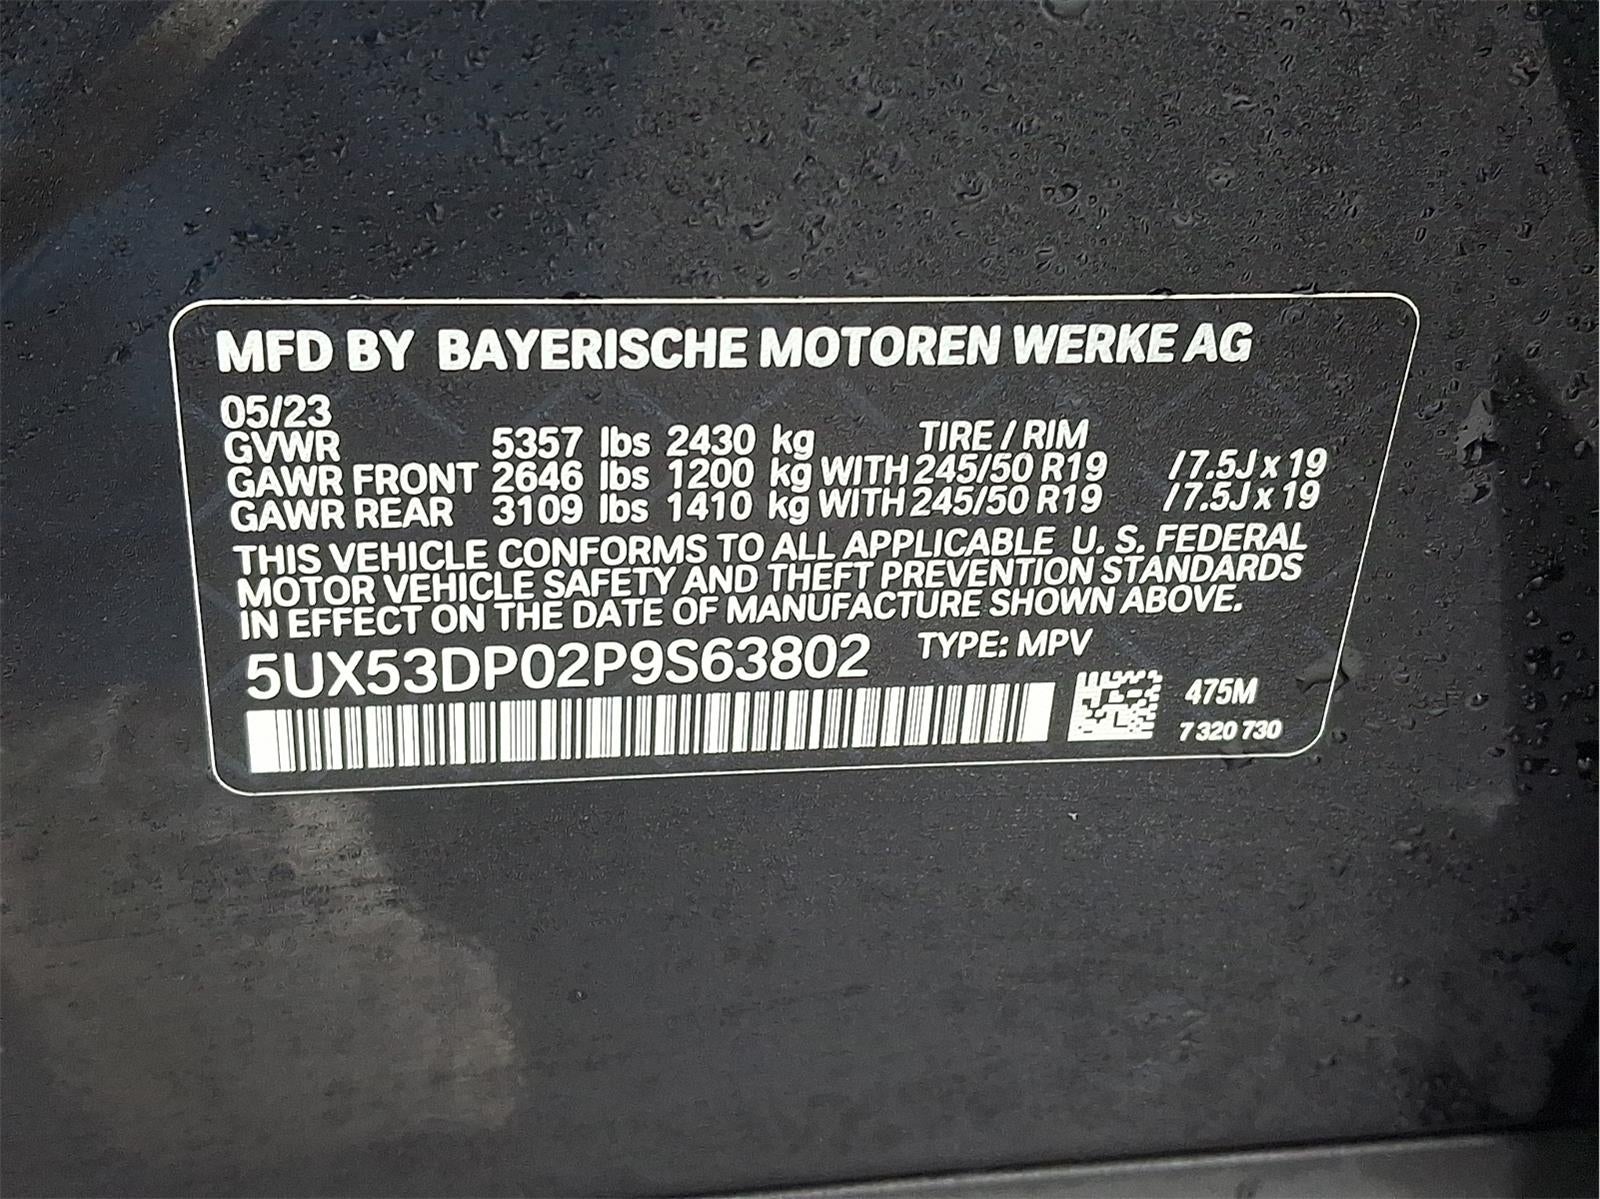 MFD BY BAYERISCHE MOTOREN WERKE AG
05/23
GVWR 5357 lbs 2430 kg TIRE / RIM
GAWR FRONT 2646 lbs 1200 kg WITH 245/50 R19 / 7.5J x 19
GAWR REAR 3109 lbs 1410 kg WITH 245/50 R19 / 7.5J x 19
THIS VEHICLE CONFORMS TO ALL APPLICABLE U. S. FEDERAL
MOTOR VEHICLE SAFETY AND THEFT PREVENTION STANDARDS
IN EFFECT ON THE DATE OF MANUFACTURE SHOWN ABOVE.
5UX53DP02P9S63802 TYPE: MPV
475M
7 320 730